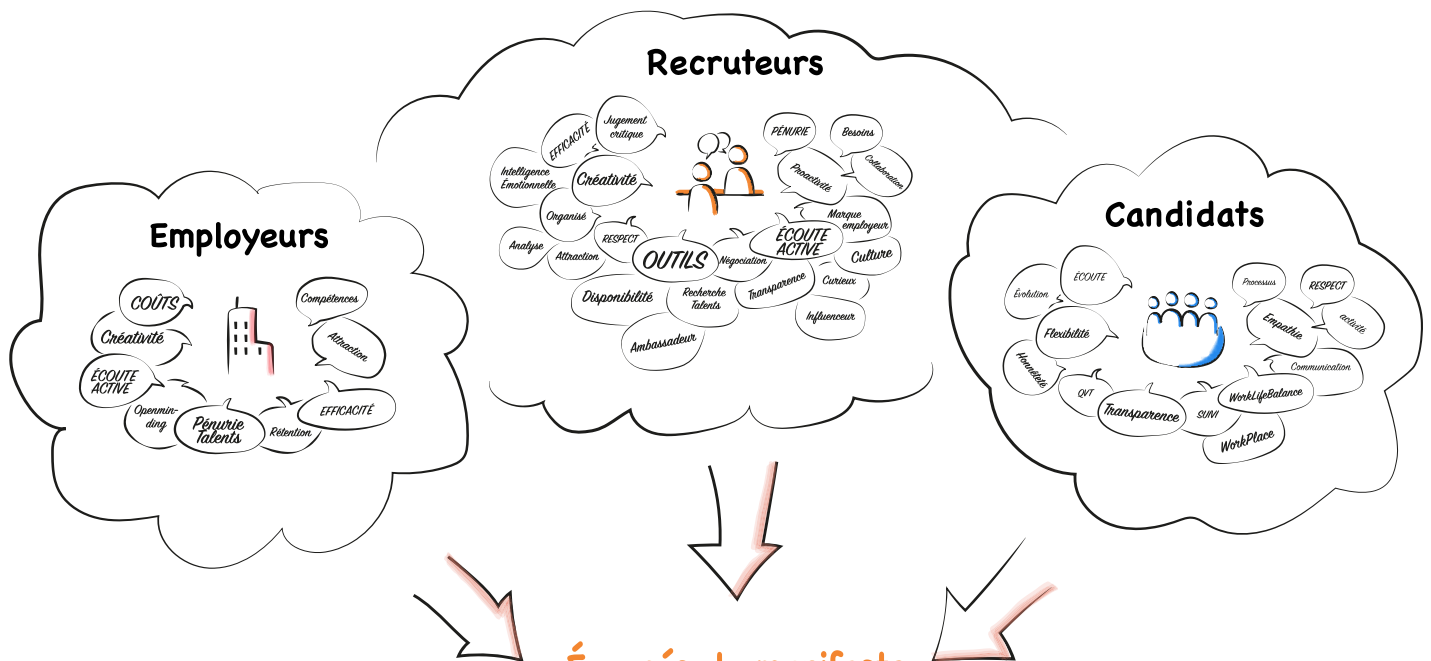 Recruteurs
Jugement
critique
EFFICACITÉ
Intelligence
Émotionnelle
Créativité
Organisé
RESPECT
Analyse
Attraction
OUTILS
Négociation
ÉCOUTE
ACTIVE
PÉNURIE
Besoins
Proactivité
Collaboration
Marque
employeur
Culture
Curieux
Transparence
Influenceur
Disponibilité
Recherche
Talents
Ambassadeur
Employeurs
COÛTS
Créativité
ÉCOUTE
ACTIVE
Openmin-
ding
Pénurie
Talents
Rétention
EFFICACITÉ
Compétences
Attraction
Candidats
ÉCOUTE
Évolution
Flexibilité
Honnêteté
QVT
Transparence
SUIVI
WorkLifeBalance
WorkPlace
Communication
Processus
RESPECT
Empathie
activité